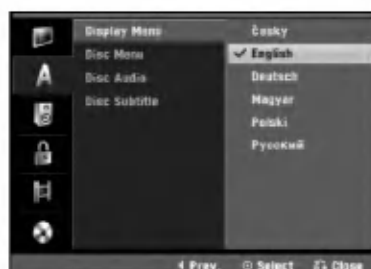 Display Menu
Disc Menu
Disc Audio
Disc Subtitle
Česky
✓ English
Deutsch
Magyar
Polski
Русский
Prev. Select Close